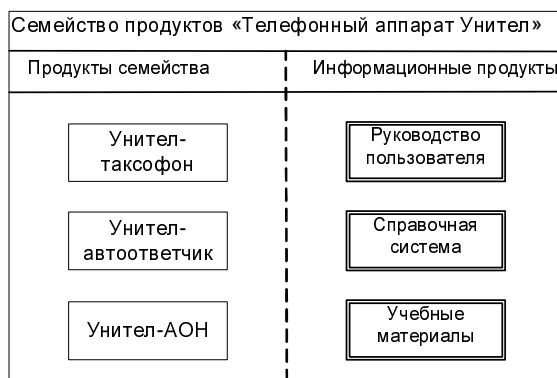 Семейство продуктов «Телефонный аппарат Унител»
Продукты семейства
Информационные продукты
Унител-
таксофон
Руководство
пользователя
Унител-
автоответчик
Справочная
система
Унител-АОН
Учебные
материалы